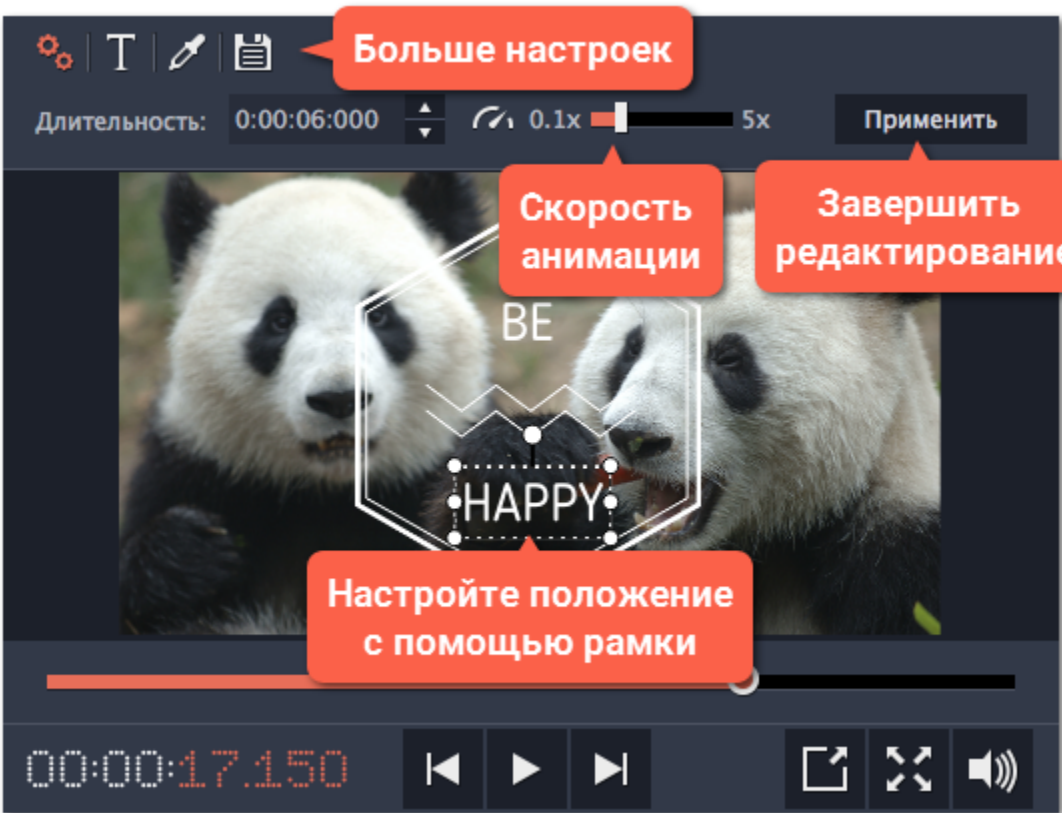 T
Больше настроек
Длительность: 0:00:06:000 0.1x 5x Применить
Скорость
анимации
Завершить
редактирование
BE
HAPPY
Настройте положение
с помощью рамки
00:00:17.150